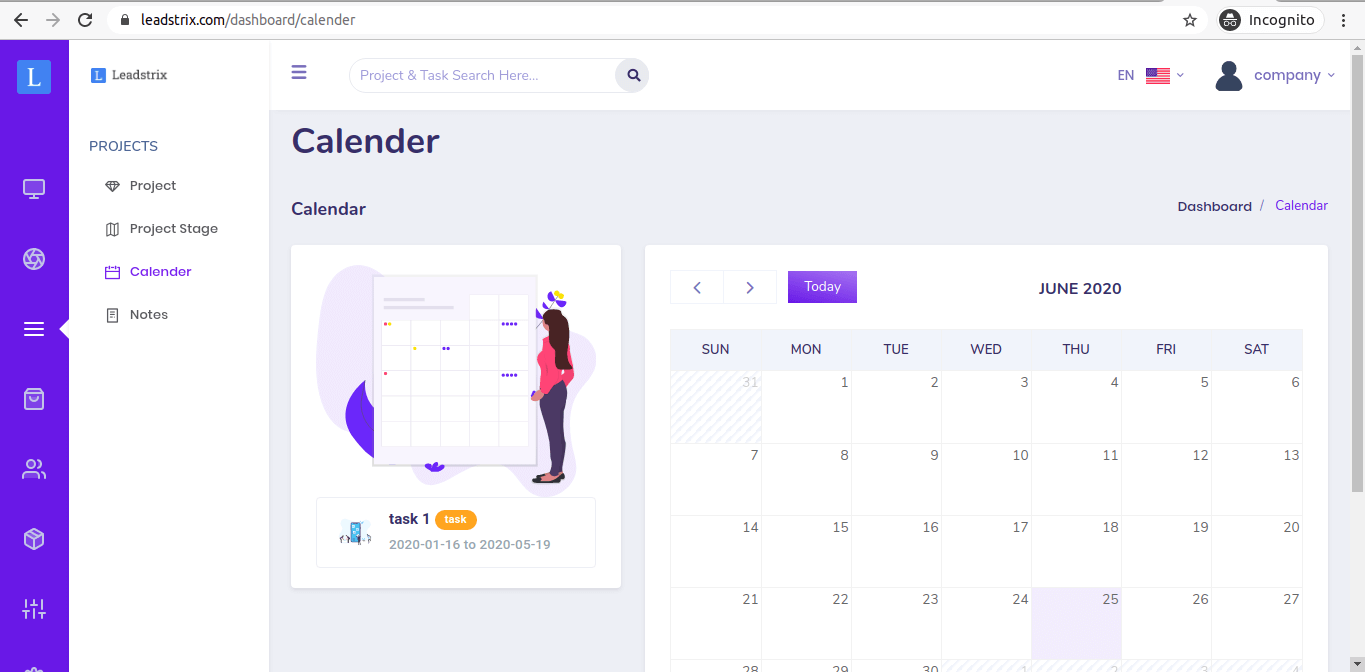 leadstrix.com/dashboard/calender
Incognito
L
L Leadstrix
Project & Task Search Here...
EN
company
PROJECTS
Project
Project Stage
Calender
Notes
Calender
Calendar
Dashboard / Calendar
Today
JUNE 2020
SUN MON TUE WED THU FRI SAT
31 1 2 3 4 5 6
7 8 9 10 11 12 13
14 15 16 17 18 19 20
21 22 23 24 25 26 27
28 29 30 1 2 3 4
task 1 task
2020-01-16 to 2020-05-19